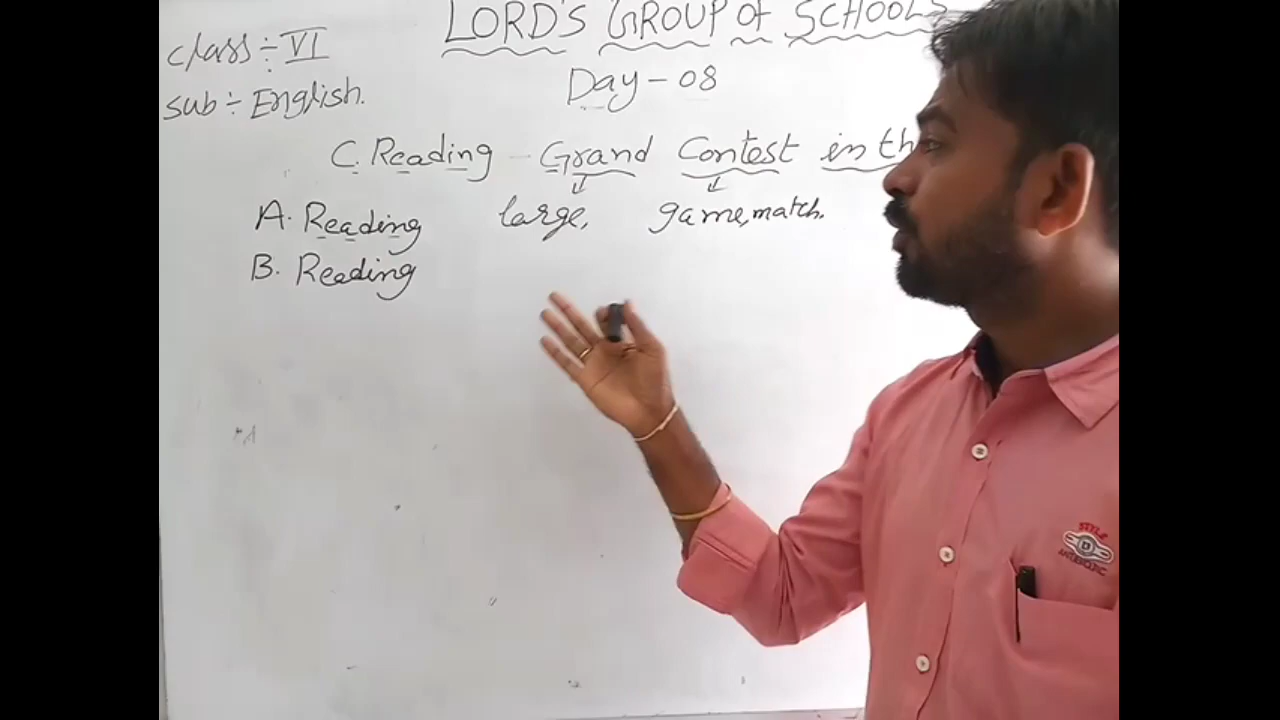 LORD'S GROUP of SCHOOLS
Class :- VI
Day - 08
Sub :- English.
C. Reading - Grand Contest in th
A. Reading large, game, match.
B. Reading
STYLE